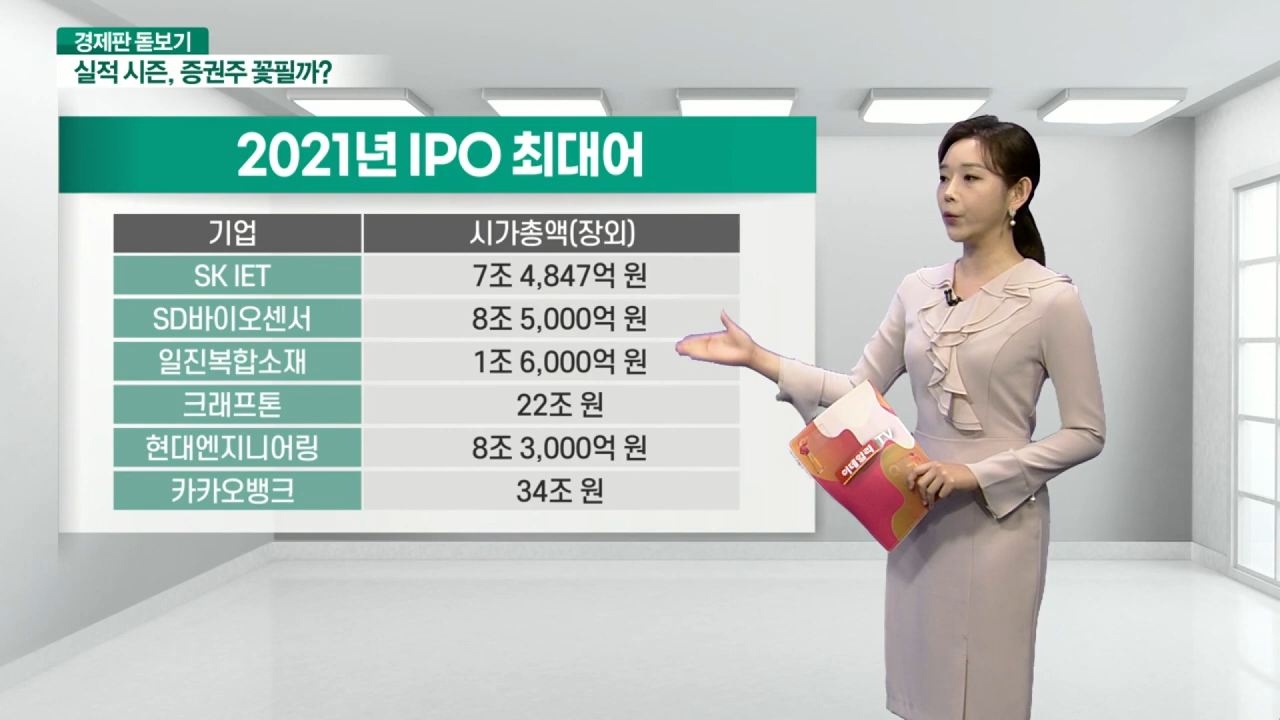 경제판 돋보기
실적 시즌, 증권주 꽃필까?
2021년 IPO 최대어
기업 시가총액(장외)
SK IET 7조 4,847억 원
SD바이오센서 8조 5,000억 원
일진복합소재 1조 6,000억 원
크래프톤 22조 원
현대엔지니어링 8조 3,000억 원
카카오뱅크 34조 원
이데일리 TV